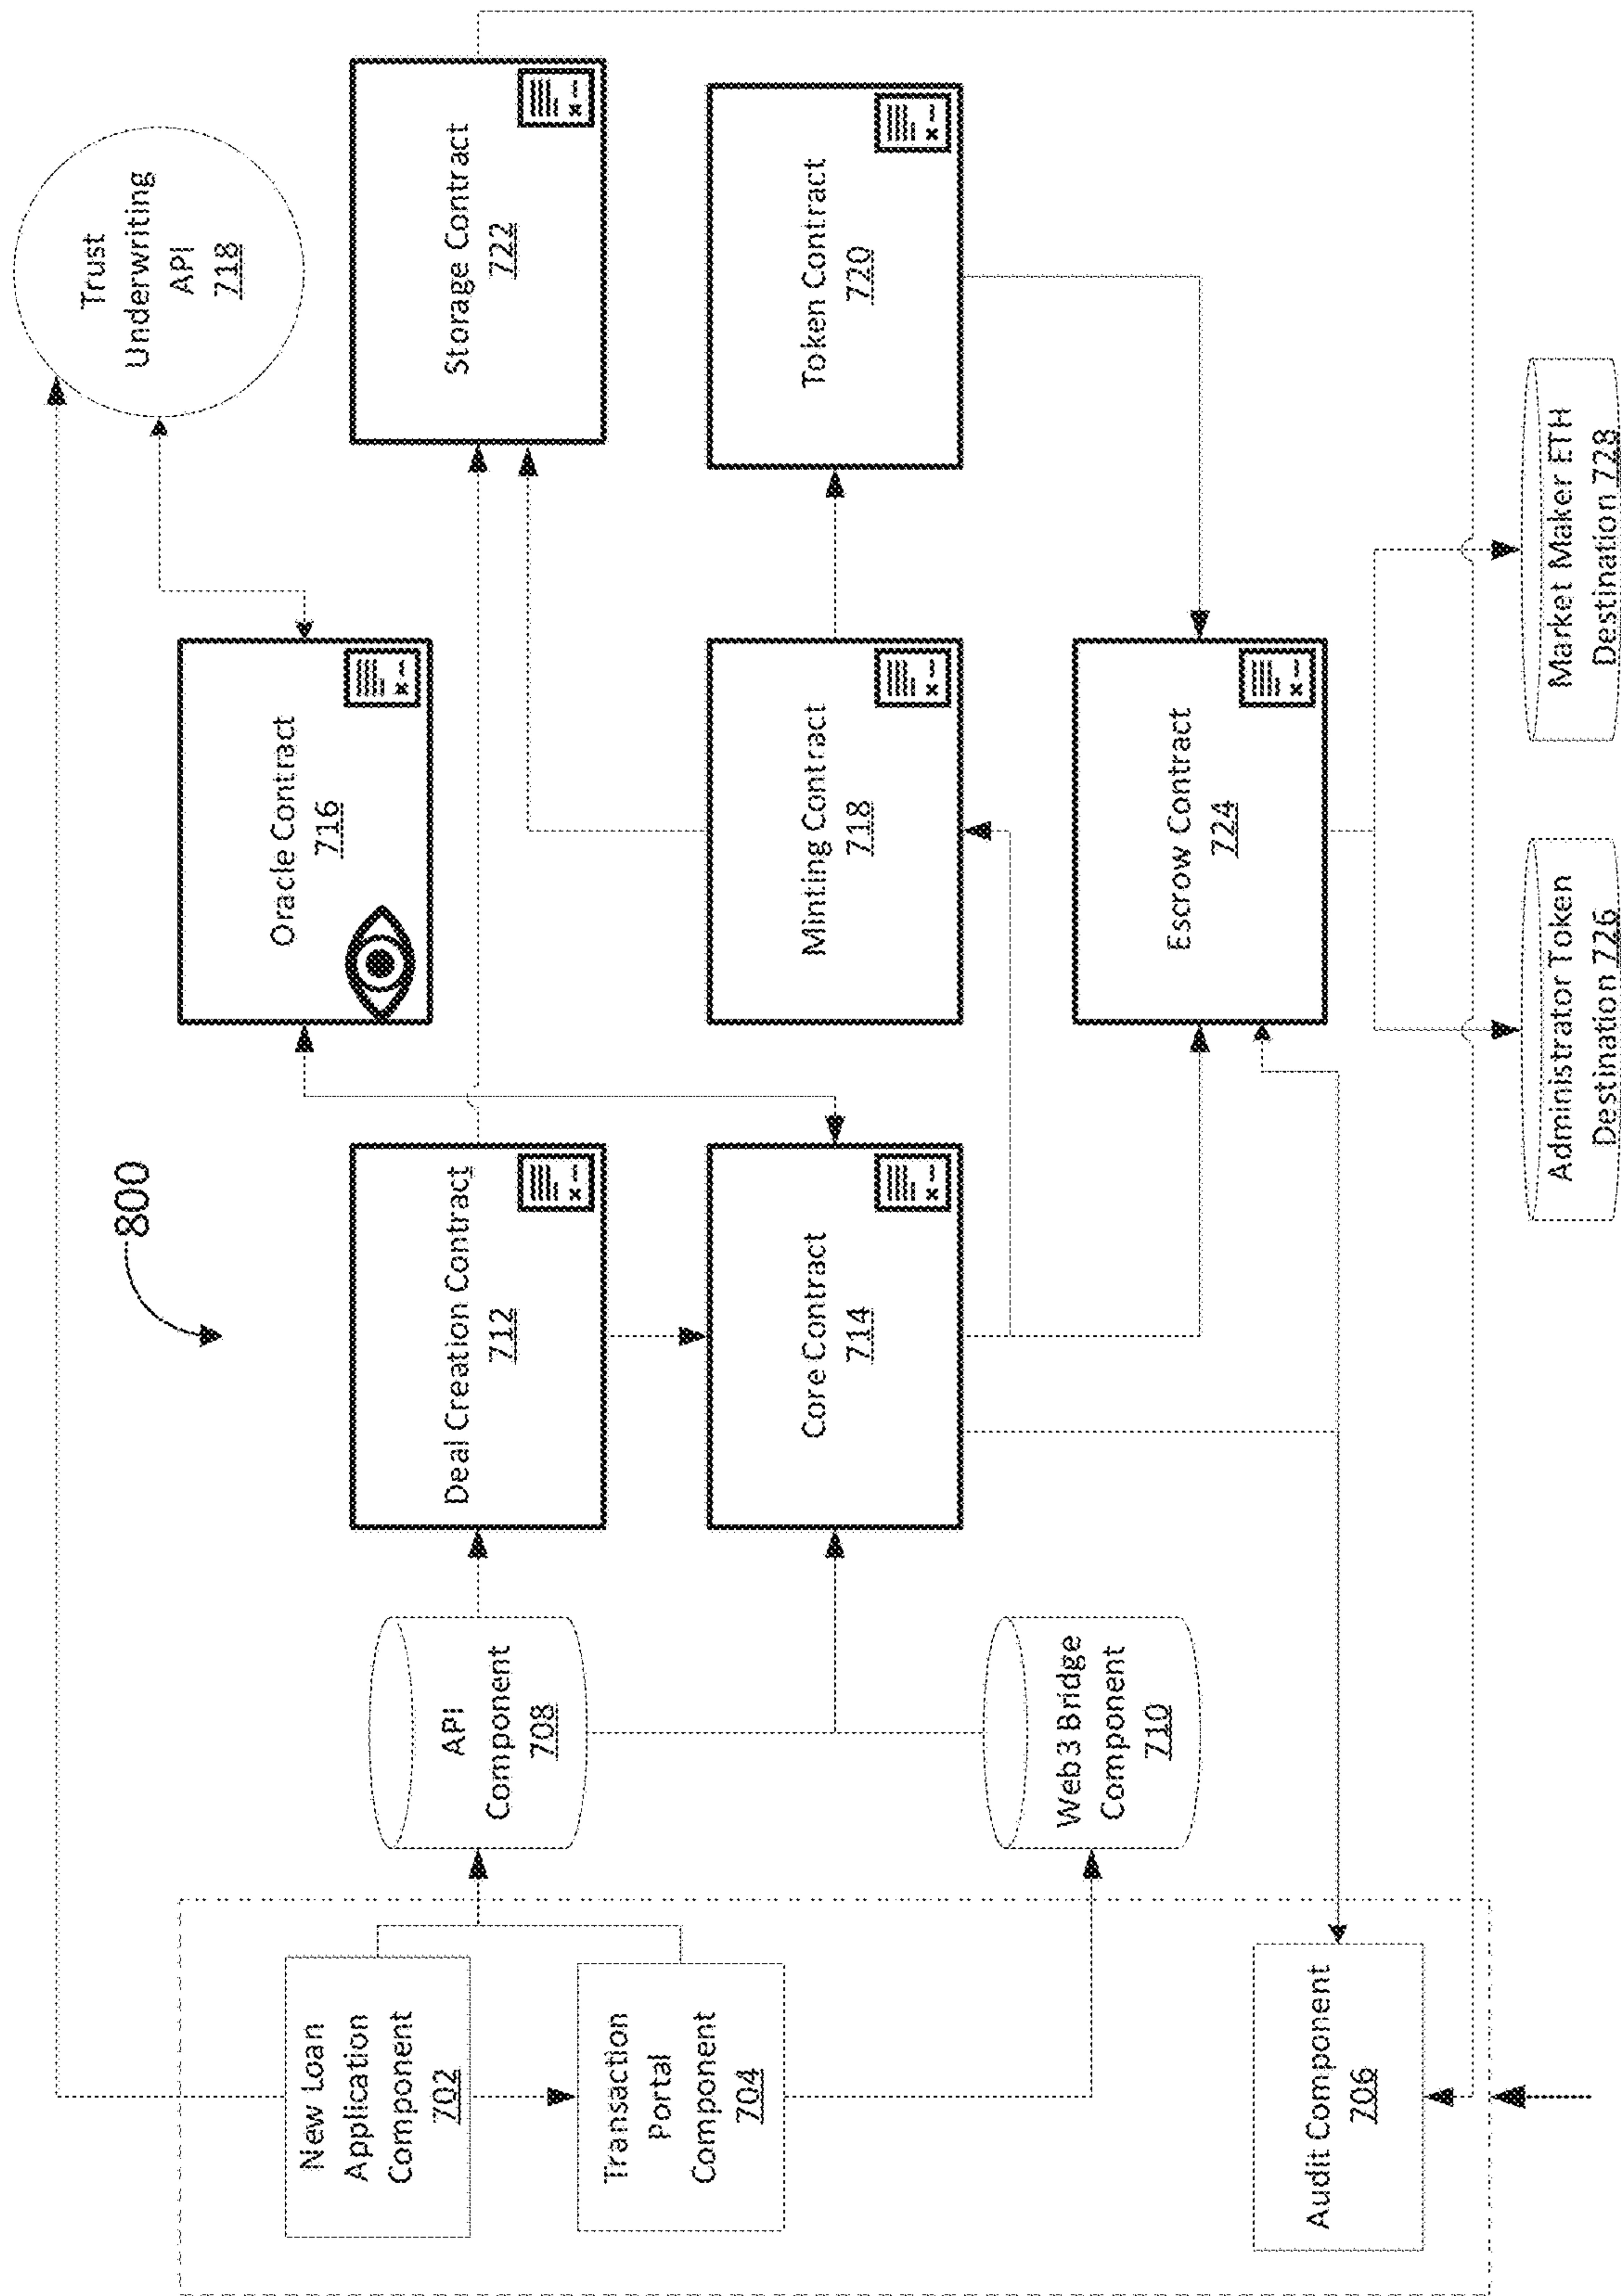 800
Trust
Underwriting
API
718
Oracle Contract
716
New Loan
Application
Component
702
API
Component
708
Deal Creation Contract
712
Storage Contract
722
Transaction
Portal
Component
704
Core Contract
714
Minting Contract
718
Token Contract
720
Web3 Bridge
Component
710
Escrow Contract
724
Audit Component
706
Administrator Token
Destination 726
Market Maker ETH
Destination 728